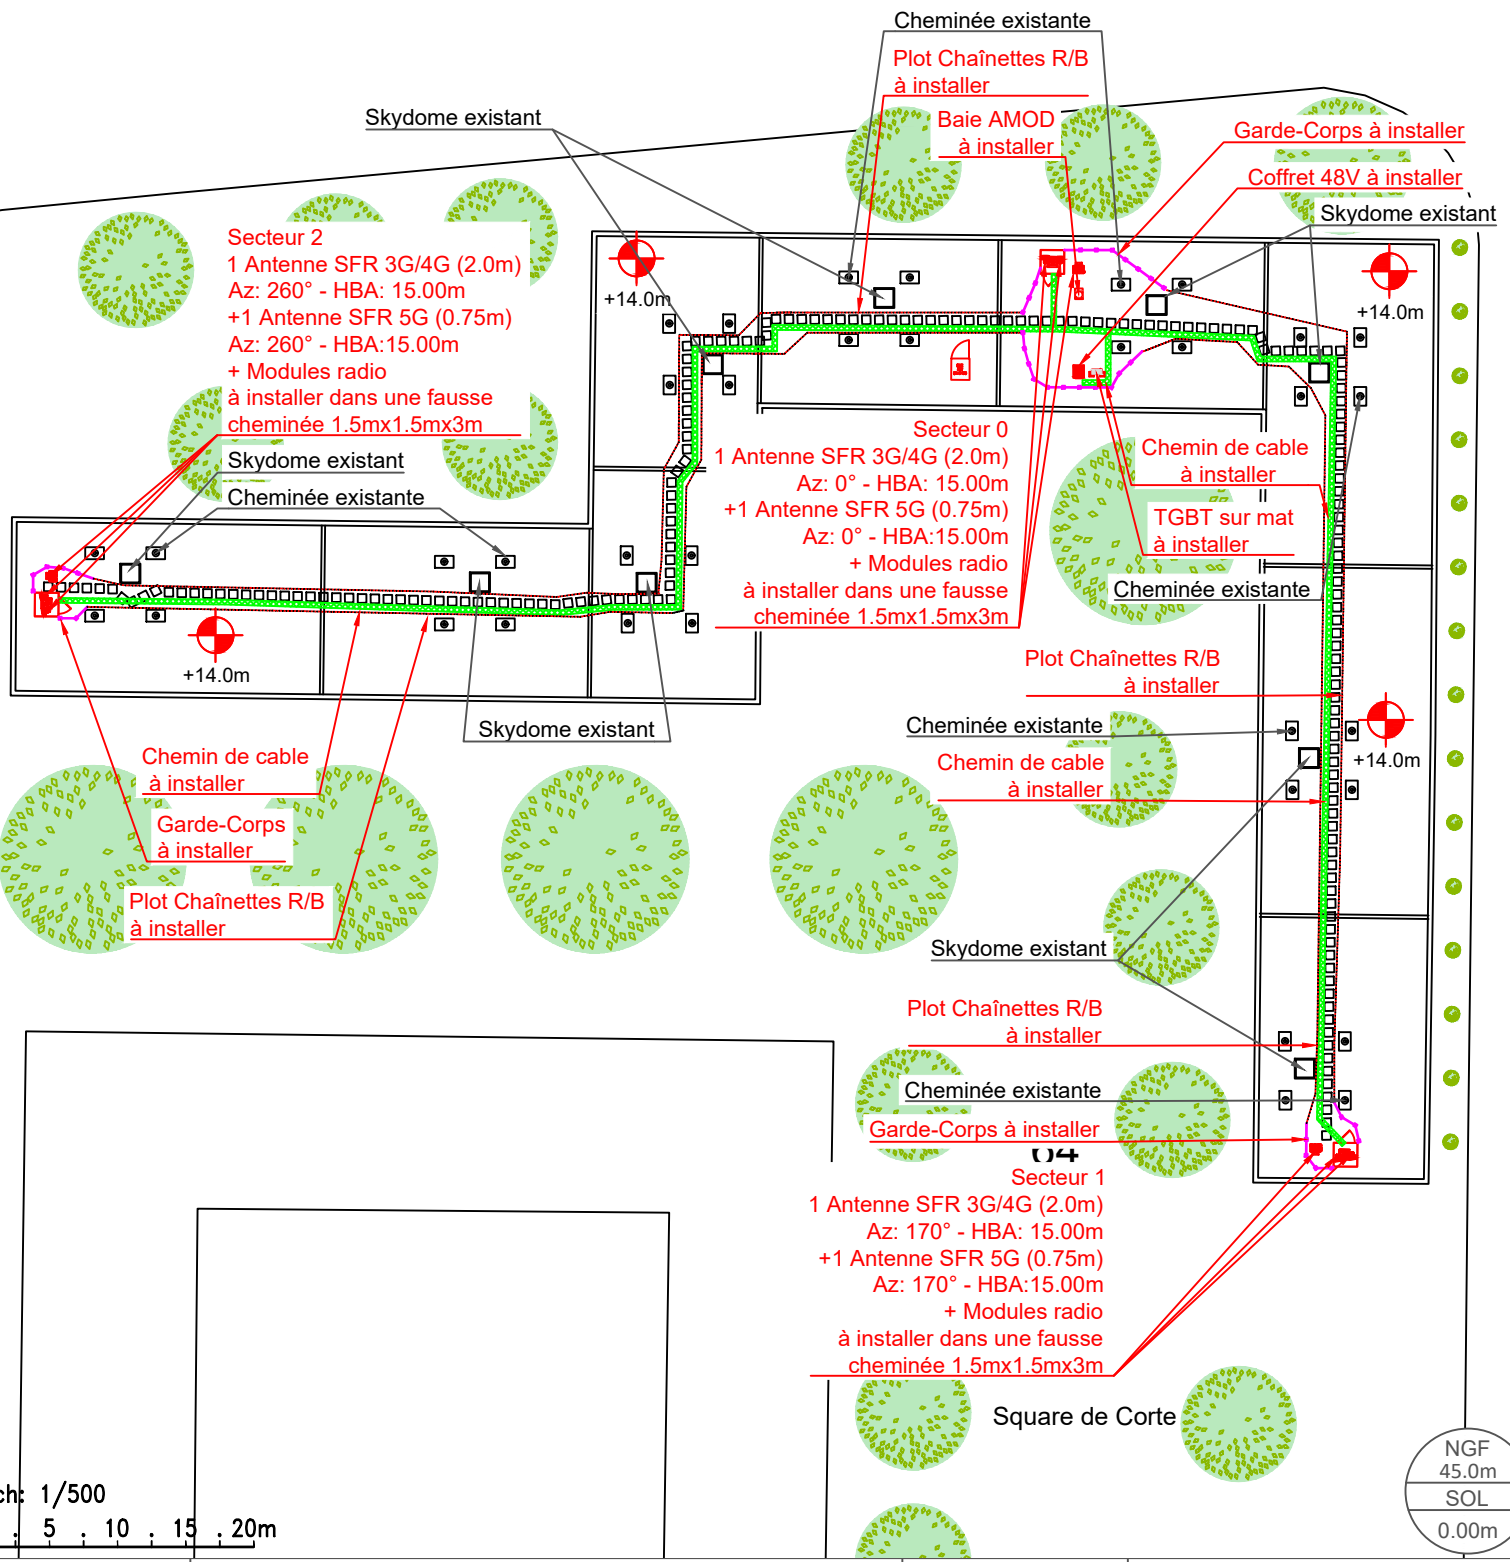 Cheminée existante
Plot Chaînettes R/B
à installer
Skydome existant
Baie AMOD
à installer
Garde-Corps à installer
Coffret 48V à installer
Skydome existant
Secteur 2
1 Antenne SFR 3G/4G (2.0m)
Az: 260° - HBA: 15.00m
+1 Antenne SFR 5G (0.75m)
Az: 260° - HBA:15.00m
+ Modules radio
à installer dans une fausse
cheminée 1.5mx1.5mx3m
+14.0m
+14.0m
Skydome existant
Cheminée existante
Secteur 0
1 Antenne SFR 3G/4G (2.0m)
Az: 0° - HBA: 15.00m
+1 Antenne SFR 5G (0.75m)
Az: 0° - HBA:15.00m
+ Modules radio
à installer dans une fausse
cheminée 1.5mx1.5mx3m
Chemin de cable
à installer
TGBT sur mat
à installer
Cheminée existante
+14.0m
Plot Chaînettes R/B
à installer
Skydome existant
Cheminée existante
Chemin de cable
à installer
+14.0m
Chemin de cable
à installer
Garde-Corps
à installer
Plot Chaînettes R/B
à installer
Skydome existant
Plot Chaînettes R/B
à installer
Cheminée existante
Garde-Corps à installer
64
Secteur 1
1 Antenne SFR 3G/4G (2.0m)
Az: 170° - HBA: 15.00m
+1 Antenne SFR 5G (0.75m)
Az: 170° - HBA:15.00m
+ Modules radio
à installer dans une fausse
cheminée 1.5mx1.5mx3m
Square de Corte
NGF
45.0m
SOL
0.00m
ch: 1/500
5 . 10 . 15 . 20m